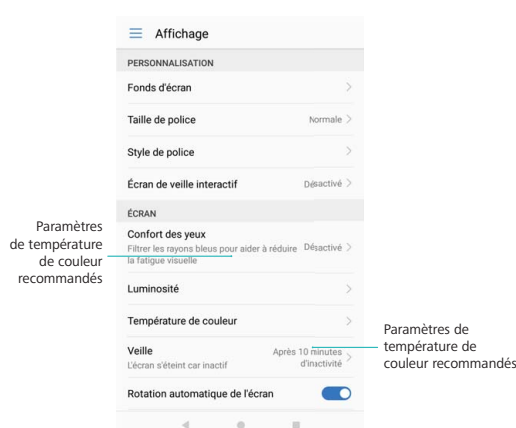 Affichage
PERSONNALISATION
Fonds d'écran
Taille de police Normale
Style de police
Écran de veille interactif Désactivé
ÉCRAN
Confort des yeux
Filtrer les rayons bleus pour aider à réduire Désactivé
la fatigue visuelle
Paramètres
de température
de couleur
recommandés
Luminosité
Température de couleur
Veille Après 10 minutes
L'écran s'éteint car inactif d'inactivité
Paramètres de
température de
couleur recommandés
Rotation automatique de l'écran